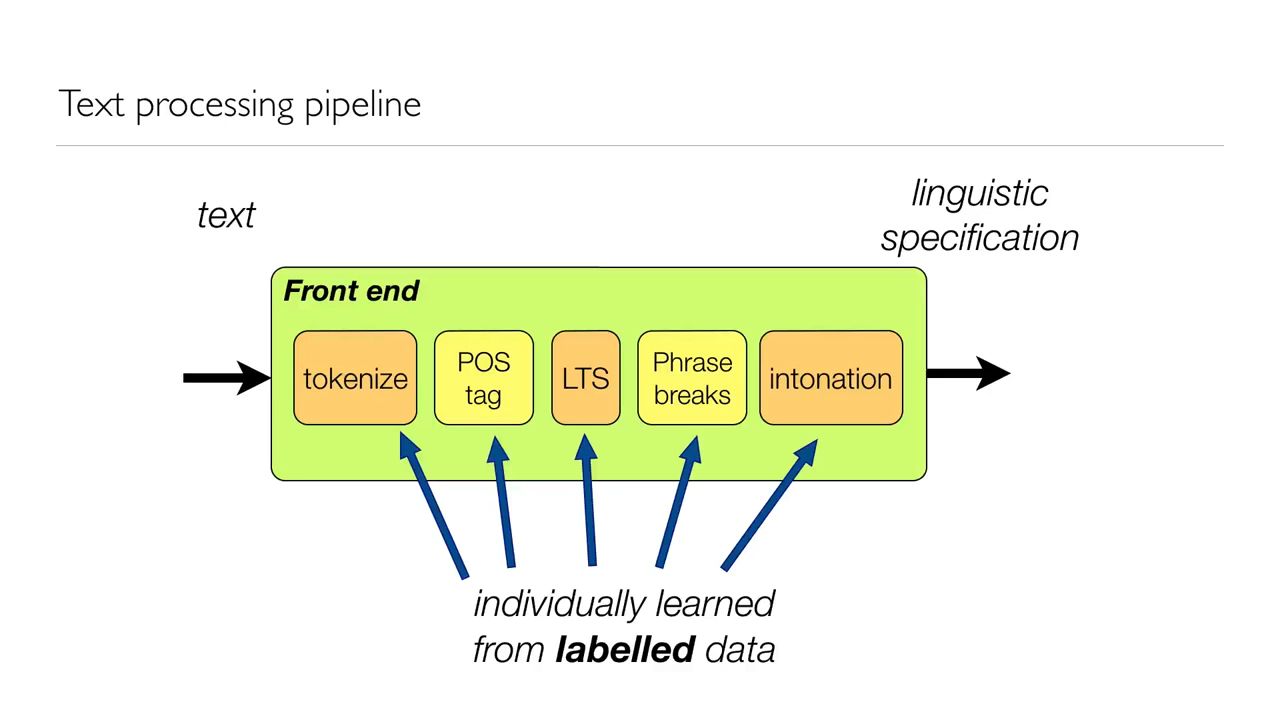 Text processing pipeline
text
linguistic
specification
Front end
tokenize
POS
tag
LTS
Phrase
breaks
intonation
individually learned
from labelled data